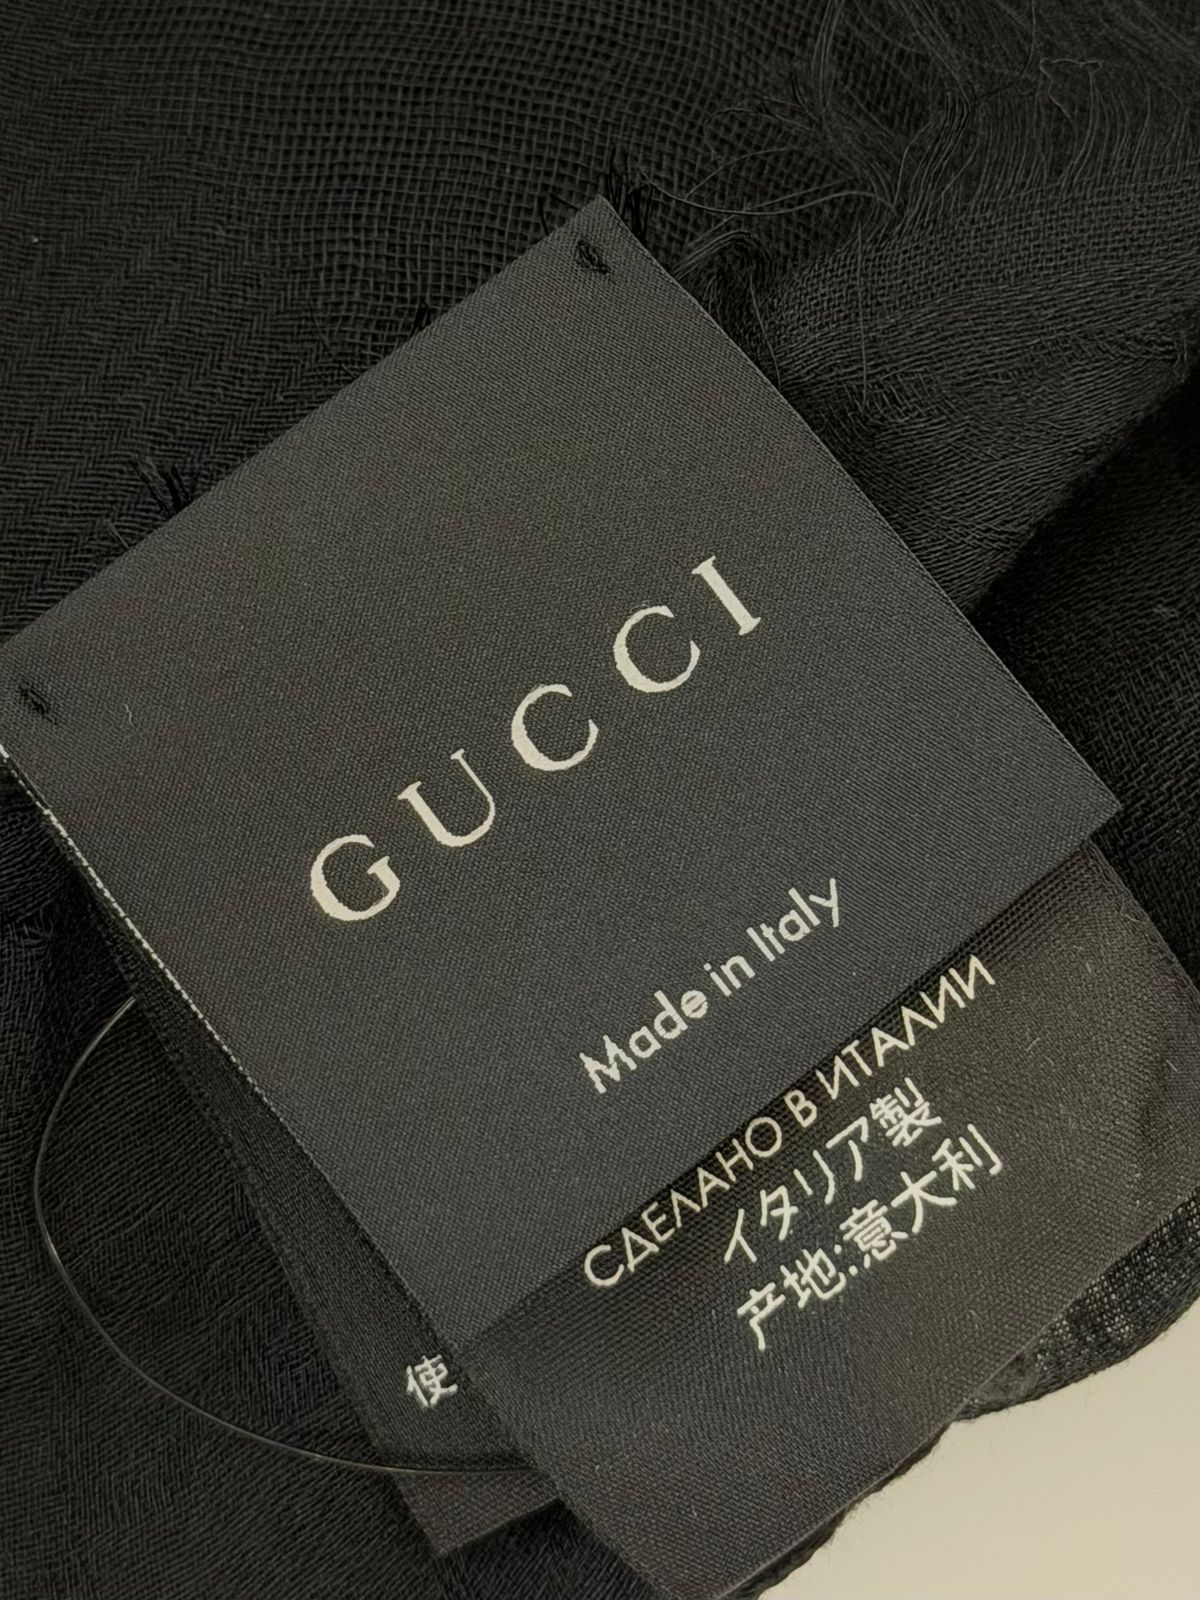 GUCCI
Made in Italy
СДЕЛАНО В ИТАЛИИ
イタリア製
产地:意大利
使